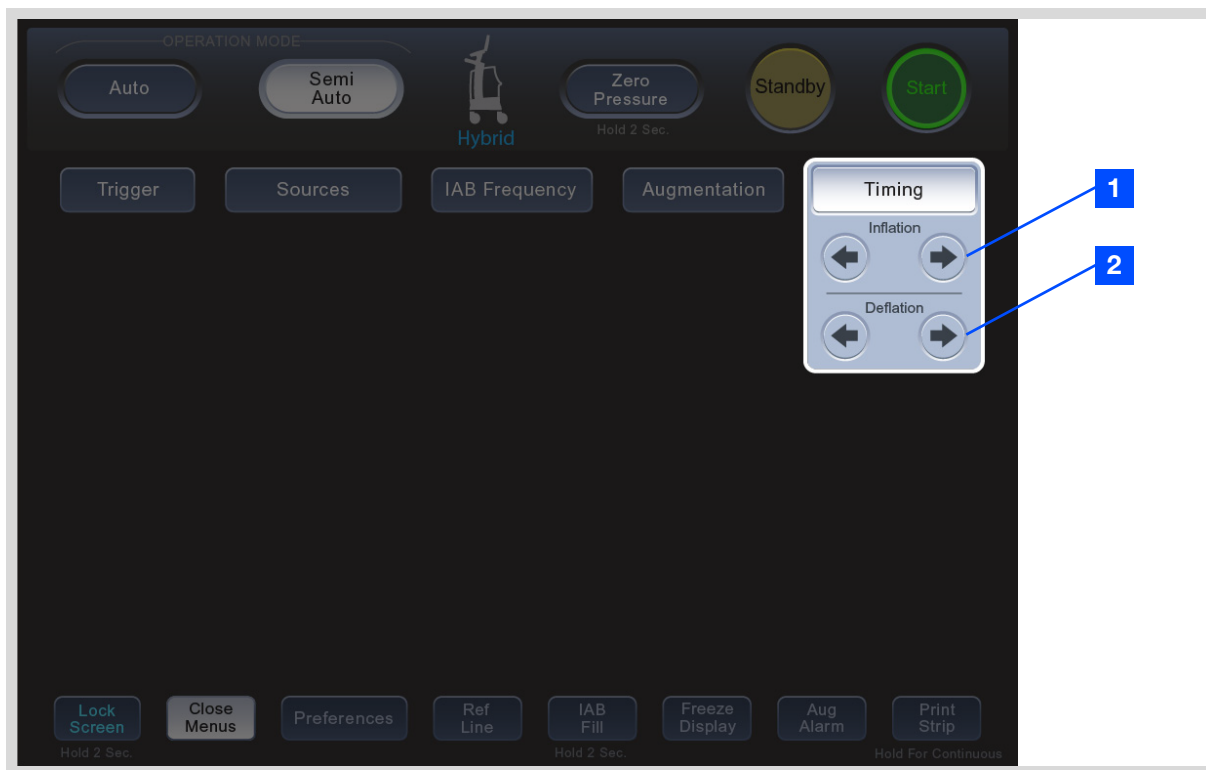 OPERATION MODE
Auto
Semi
Auto
Hybrid
Zero
Pressure
Hold 2 Sec.
Standby
Start
Trigger
Sources
IAB Frequency
Augmentation
Timing
Inflation
Deflation
1
2
Lock
Screen
Hold 2 Sec.
Close
Menus
Preferences
Ref
Line
IAB
Fill
Hold 2 Sec.
Freeze
Display
Aug
Alarm
Print
Strip
Hold For Continuous